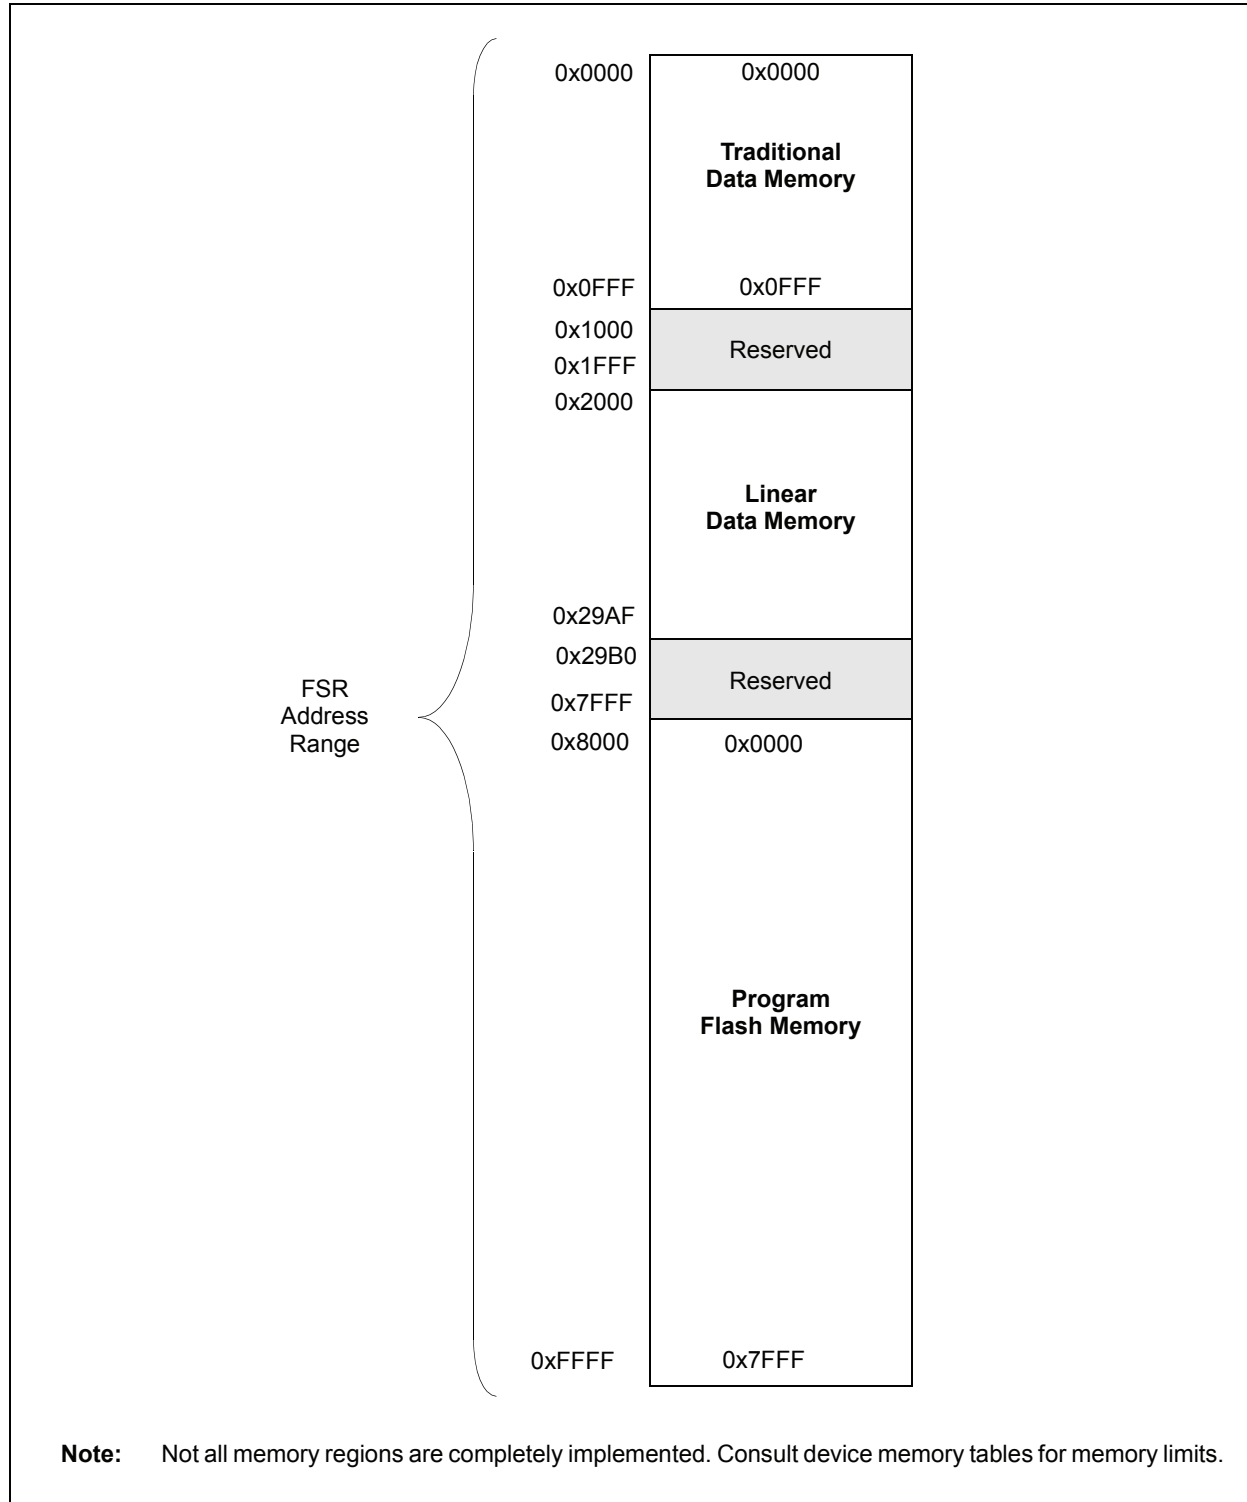 0x0000 0x0000
Traditional
Data Memory
0x0FFF 0x0FFF
0x1000
Reserved
0x1FFF
0x2000
Linear
Data Memory
0x29AF
0x29B0
Reserved
0x7FFF
FSR
Address
Range
0x8000 0x0000
Program
Flash Memory
0xFFFF 0x7FFF
Note: Not all memory regions are completely implemented. Consult device memory tables for memory limits.